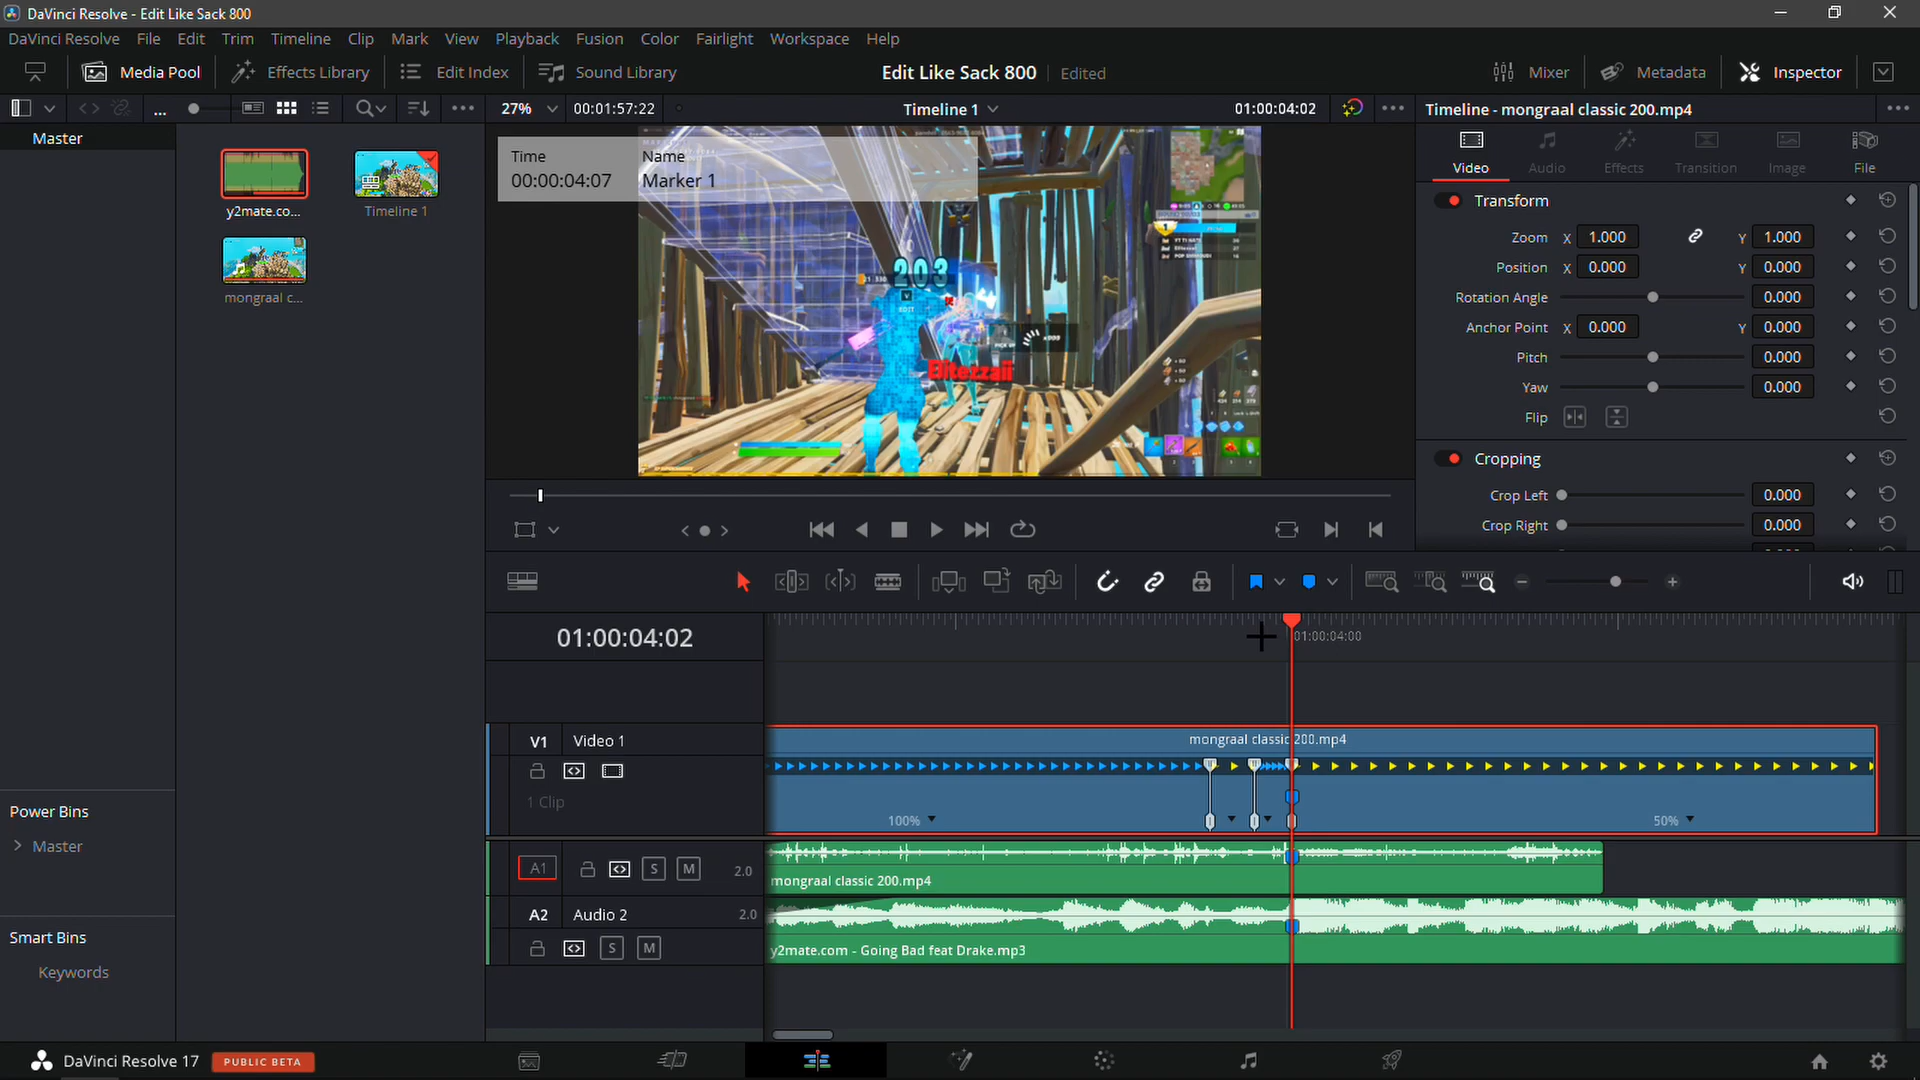 DaVinci Resolve - Edit Like Sack 800
DaVinci Resolve File Edit Trim Timeline Clip Mark View Playback Fusion Color Fairlight Workspace Help
Media Pool Effects Library Edit Index Sound Library Edit Like Sack 800 Edited Mixer Metadata Inspector
... 27% 00:01:57:22 Timeline 1 01:00:04:02 Timeline - mongraal classic 200.mp4
Master
y2mate.co...
Timeline 1
mongraal c...
Time Name
00:00:04:07 Marker 1
203
EDIT
Eliterzaii
Video Audio Effects Transition Image File
Transform
Zoom X 1.000 Y 1.000
Position X 0.000 Y 0.000
Rotation Angle 0.000
Anchor Point X 0.000 Y 0.000
Pitch 0.000
Yaw 0.000
Flip
Cropping
Crop Left 0.000
Crop Right 0.000
01:00:04:02
01:00:04:00
V1 Video 1
1 Clip
mongraal classic 200.mp4
100% 50%
A1 S M 2.0
mongraal classic 200.mp4
A2 Audio 2 2.0
S M
y2mate.com - Going Bad feat Drake.mp3
Power Bins
Master
Smart Bins
Keywords
DaVinci Resolve 17 PUBLIC BETA